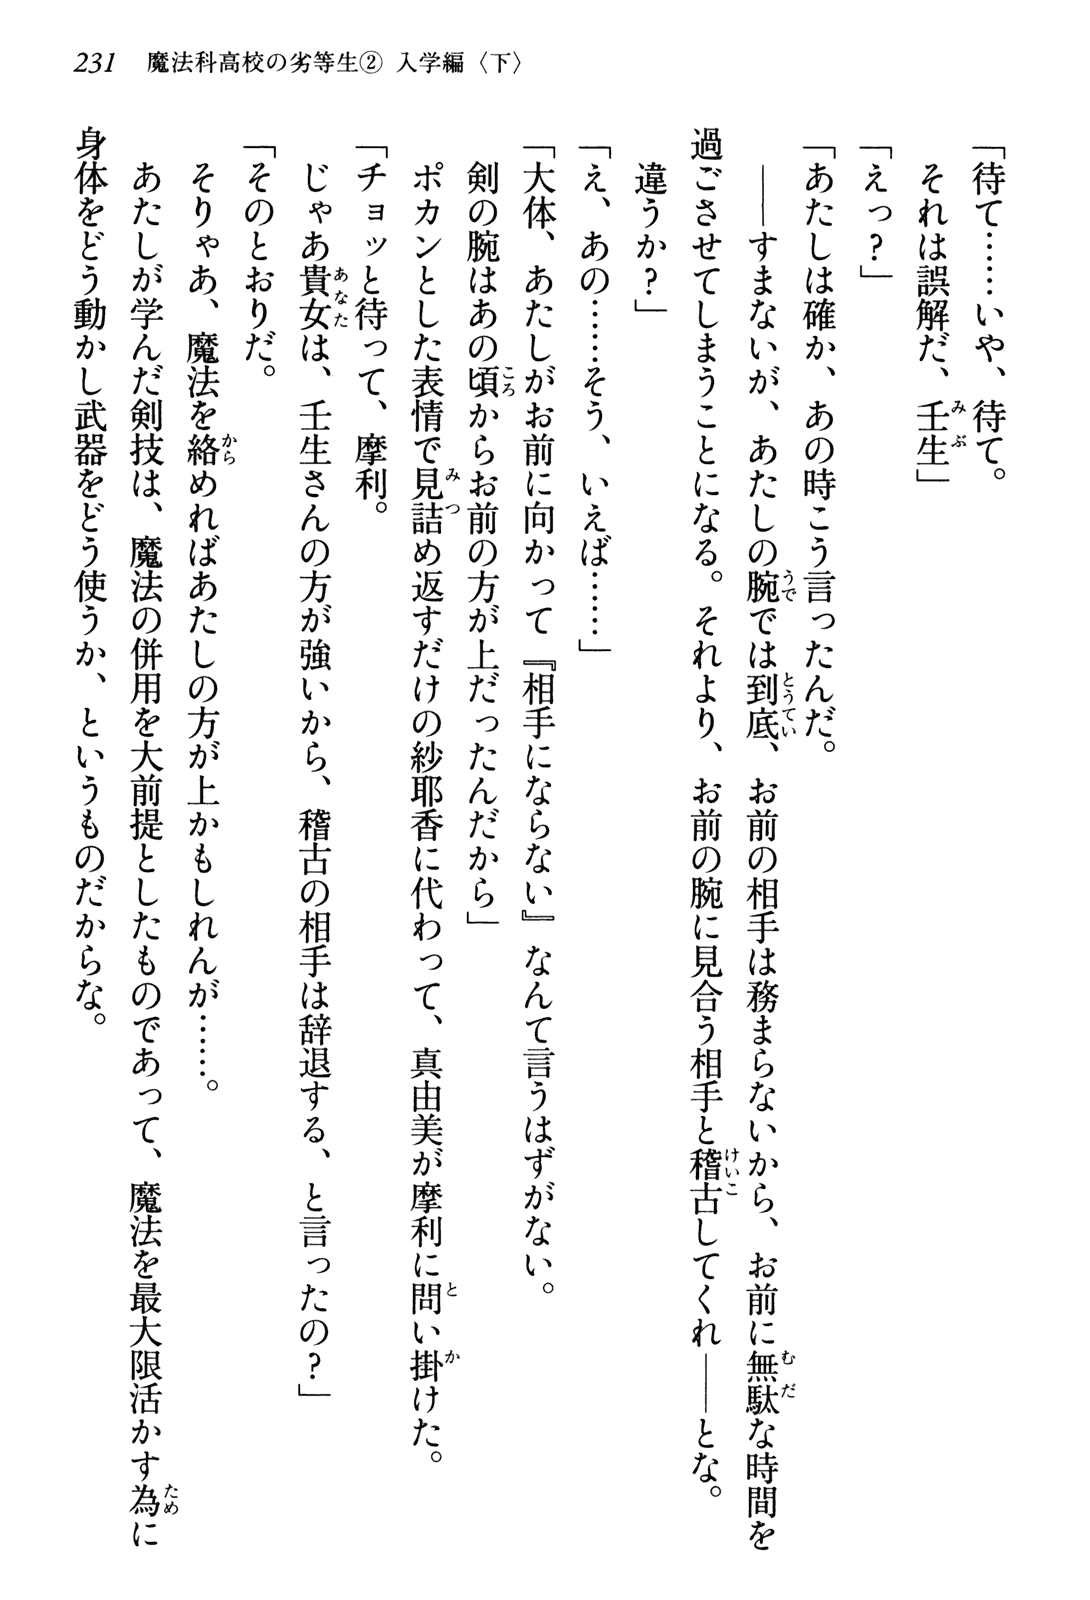 231　魔法科高校の劣等生② 入学編〈下〉
「待て……いや、待て。
それは誤解だ、壬生」
「えっ？」
「あたしは確か、あの時こう言ったんだ。
――すまないが、あたしの腕では到底、お前の相手は務まらないから、お前に無駄な時間を
過ごさせてしまうことになる。それより、お前の腕に見合う相手と稽古してくれ――とな。
違うか？」
「え、あの……そう、いえば……」
「大体、あたしがお前に向かって『相手にならない』なんて言うはずがない。
剣の腕はあの頃からお前の方が上だったんだから」
ポカンとした表情で見詰め返すだけの紗耶香に代わって、真由美が摩利に問い掛けた。
「チョッと待って、摩利。
じゃあ貴女は、壬生さんの方が強いから、稽古の相手は辞退する、と言ったの？」
「そのとおりだ。
そりゃあ、魔法を絡めればあたしの方が上かもしれんが……。
あたしが学んだ剣技は、魔法の併用を大前提としたものであって、魔法を最大限活かす為に
身体をどう動かし武器をどう使うか、というものだからな。